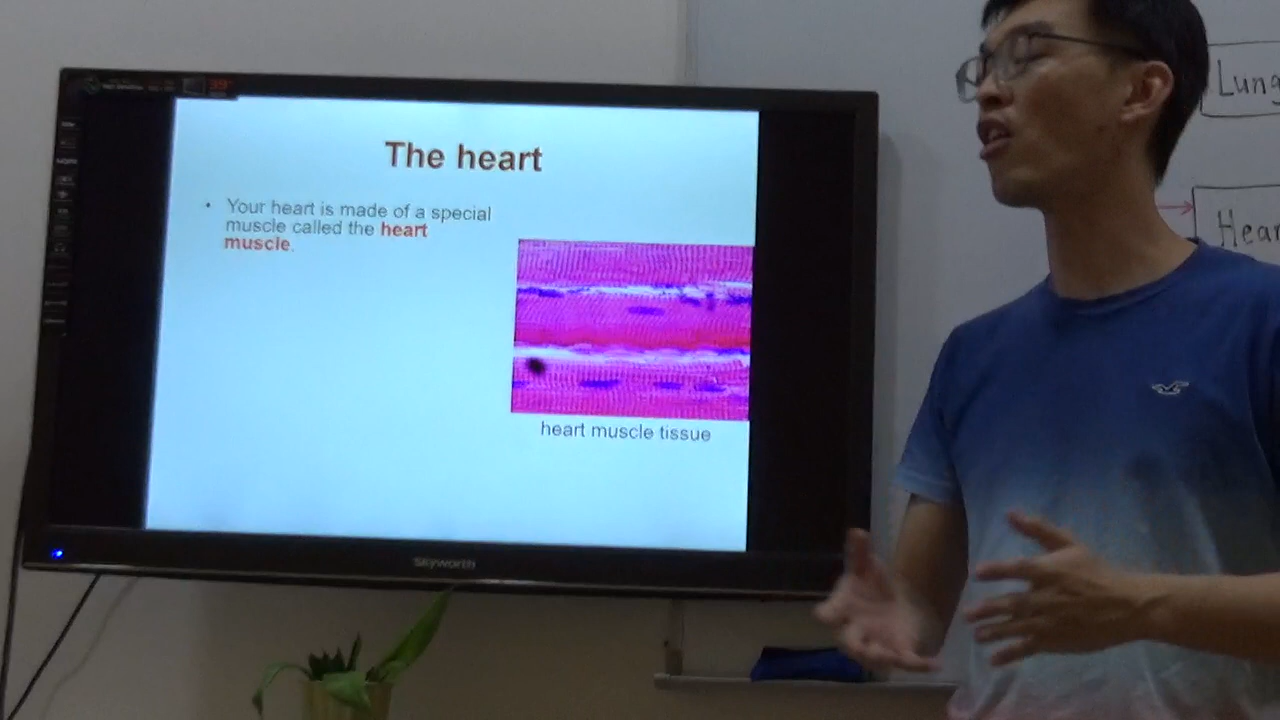 39"
The heart
• Your heart is made of a special
muscle called the heart
muscle.
heart muscle tissue
Skyworth
Lung
Hear